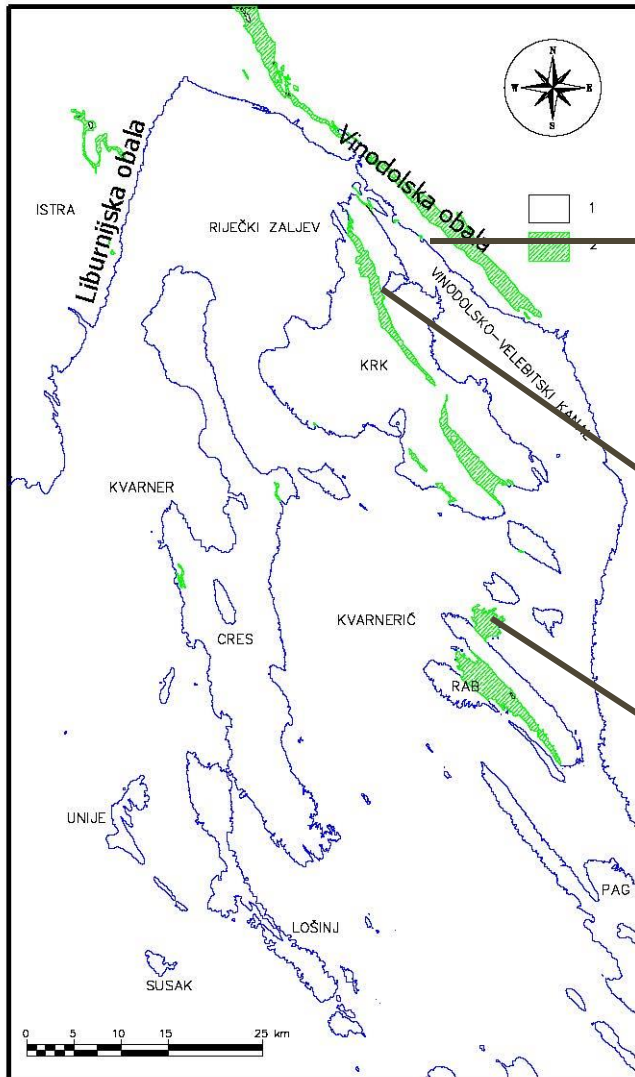 N
W E
S
Vinodolska obala
Liburnijska obala
1
ISTRA
RIJEČKI ZALJEV
2
VINODOLSKO-VELEBITSKI KANAL
KRK
KVARNER
KVARNERIĆ
CRES
RAB
UNIJE
PAG
LOŠINJ
SUSAK
0 5 10 15 25 km